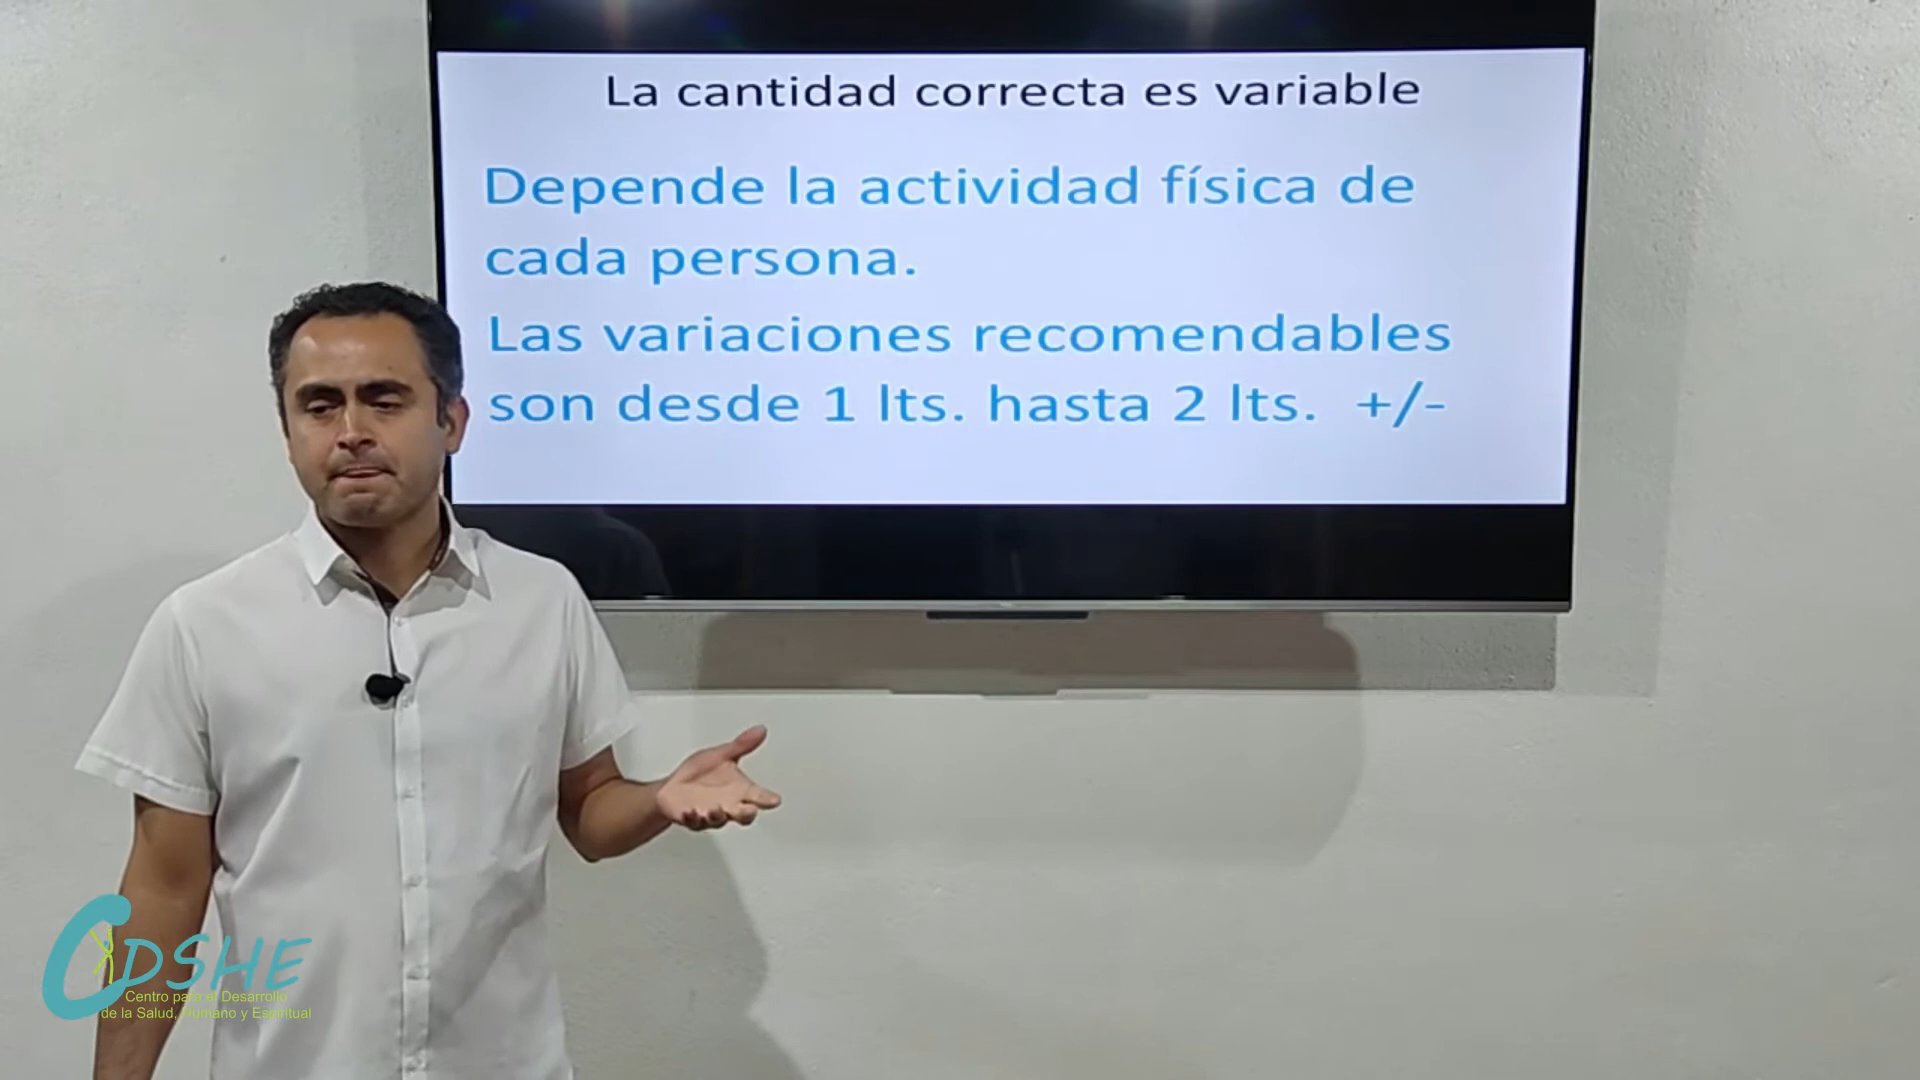 La cantidad correcta es variable
Depende la actividad física de
cada persona.
Las variaciones recomendables
son desde 1 lts. hasta 2 lts. +/-
CDSHE
Centro para el Desarrollo
de la Salud, Humano y Espiritual